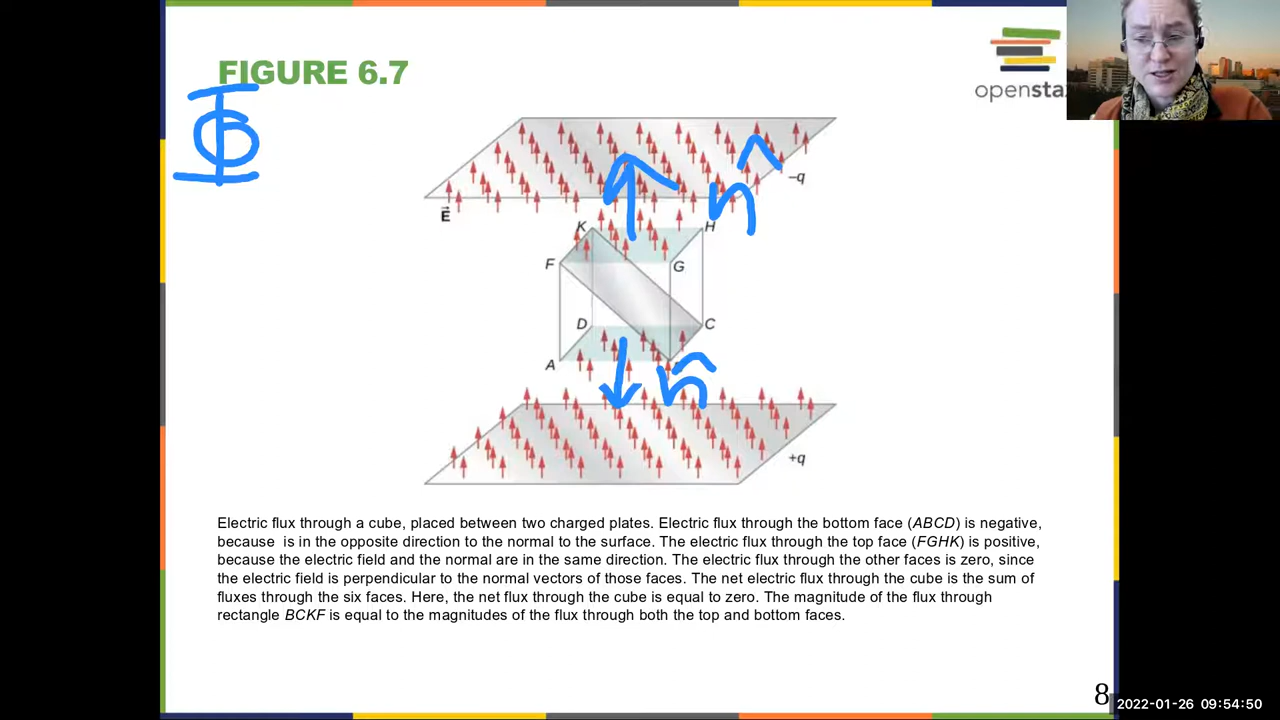 FIGURE 6.7
openstax
Φ
n̂
-q
E⃗
K
H
F
G
D
C
A
n̂
+q
Electric flux through a cube, placed between two charged plates. Electric flux through the bottom face (ABCD) is negative,
because is in the opposite direction to the normal to the surface. The electric flux through the top face (FGHK) is positive,
because the electric field and the normal are in the same direction. The electric flux through the other faces is zero, since
the electric field is perpendicular to the normal vectors of those faces. The net electric flux through the cube is the sum of
fluxes through the six faces. Here, the net flux through the cube is equal to zero. The magnitude of the flux through
rectangle BCKF is equal to the magnitudes of the flux through both the top and bottom faces.
8
2022-01-26 09:54:50